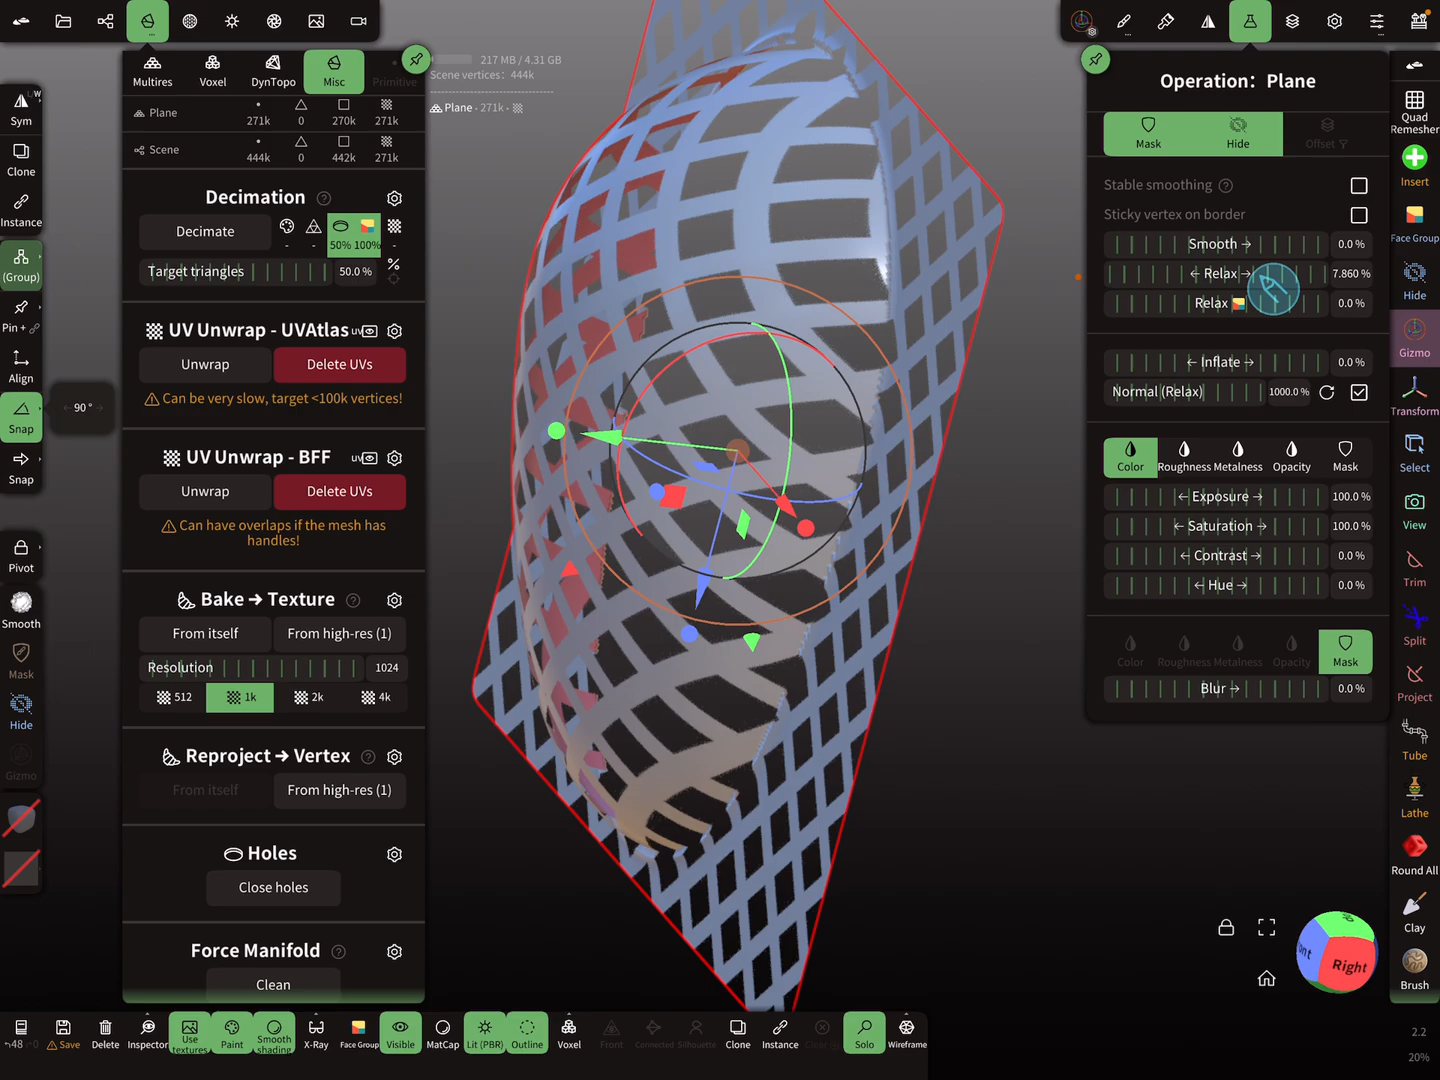 217 MB / 4.31 GB
Scene vertices: 444k
Plane - 271k -
Multires
Voxel
DynTopo
Misc
Primitive
Plane
271k
0
270k
271k
Scene
444k
0
442k
271k
Decimation
Decimate
-
-
50%
100%
-
Target triangles
50.0 %
%
UV Unwrap - UVAtlas
uv
Unwrap
Delete UVs
Can be very slow, target <100k vertices!
UV Unwrap - BFF
uv
Unwrap
Delete UVs
Can have overlaps if the mesh has
handles!
Bake → Texture
From itself
From high-res (1)
Resolution
1024
512
1k
2k
4k
Reproject → Vertex
From itself
From high-res (1)
Holes
Close holes
Force Manifold
Clean
W
Sym
Clone
Instance
(Group)
Pin +
Align
Snap
← 90 ° →
Snap
Pivot
Smooth
Mask
Hide
Gizmo
Operation: Plane
Mask
Hide
Offset
Stable smoothing
Sticky vertex on border
Smooth →
0.0 %
← Relax →
7.860 %
Relax
0.0 %
← Inflate →
0.0 %
Normal (Relax)
1000.0 %
Color
Roughness
Metalness
Opacity
Mask
← Exposure →
100.0 %
← Saturation →
100.0 %
← Contrast →
0.0 %
← Hue →
0.0 %
Color
Roughness
Metalness
Opacity
Mask
Blur →
0.0 %
Quad
Remesher
Insert
Face Group
Hide
Gizmo
Transform
Select
View
Trim
Split
Project
Tube
Lathe
Round All
Clay
Brush
Right
2.2
20%
48
0
Save
Delete
Inspector
Use
textures
Paint
Smooth
shading
X-Ray
Face Group
Visible
MatCap
Lit (PBR)
Outline
Voxel
Front
Connected
Silhouette
Clone
Instance
Solo
Wireframe